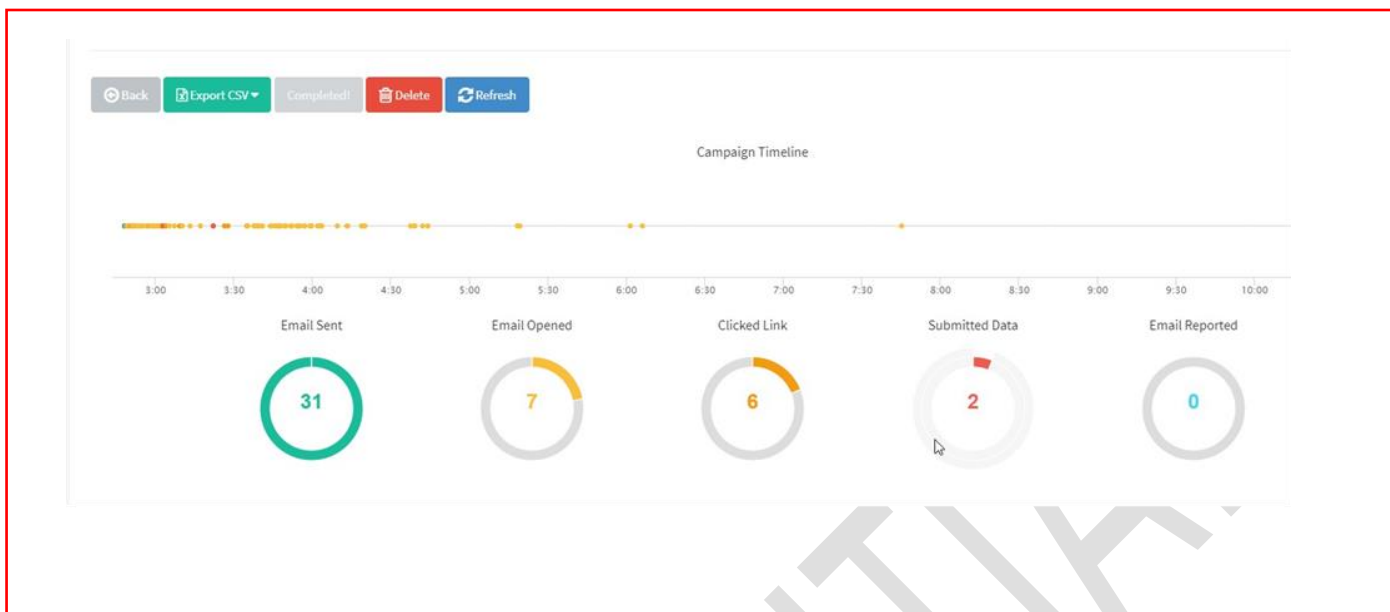 Back Export CSV Completed! Delete Refresh
Campaign Timeline
3:00 3:30 4:00 4:30 5:00 5:30 6:00 6:30 7:00 7:30 8:00 8:30 9:00 9:30 10:00
Email Sent Email Opened Clicked Link Submitted Data Email Reported
31 7 6 2 0